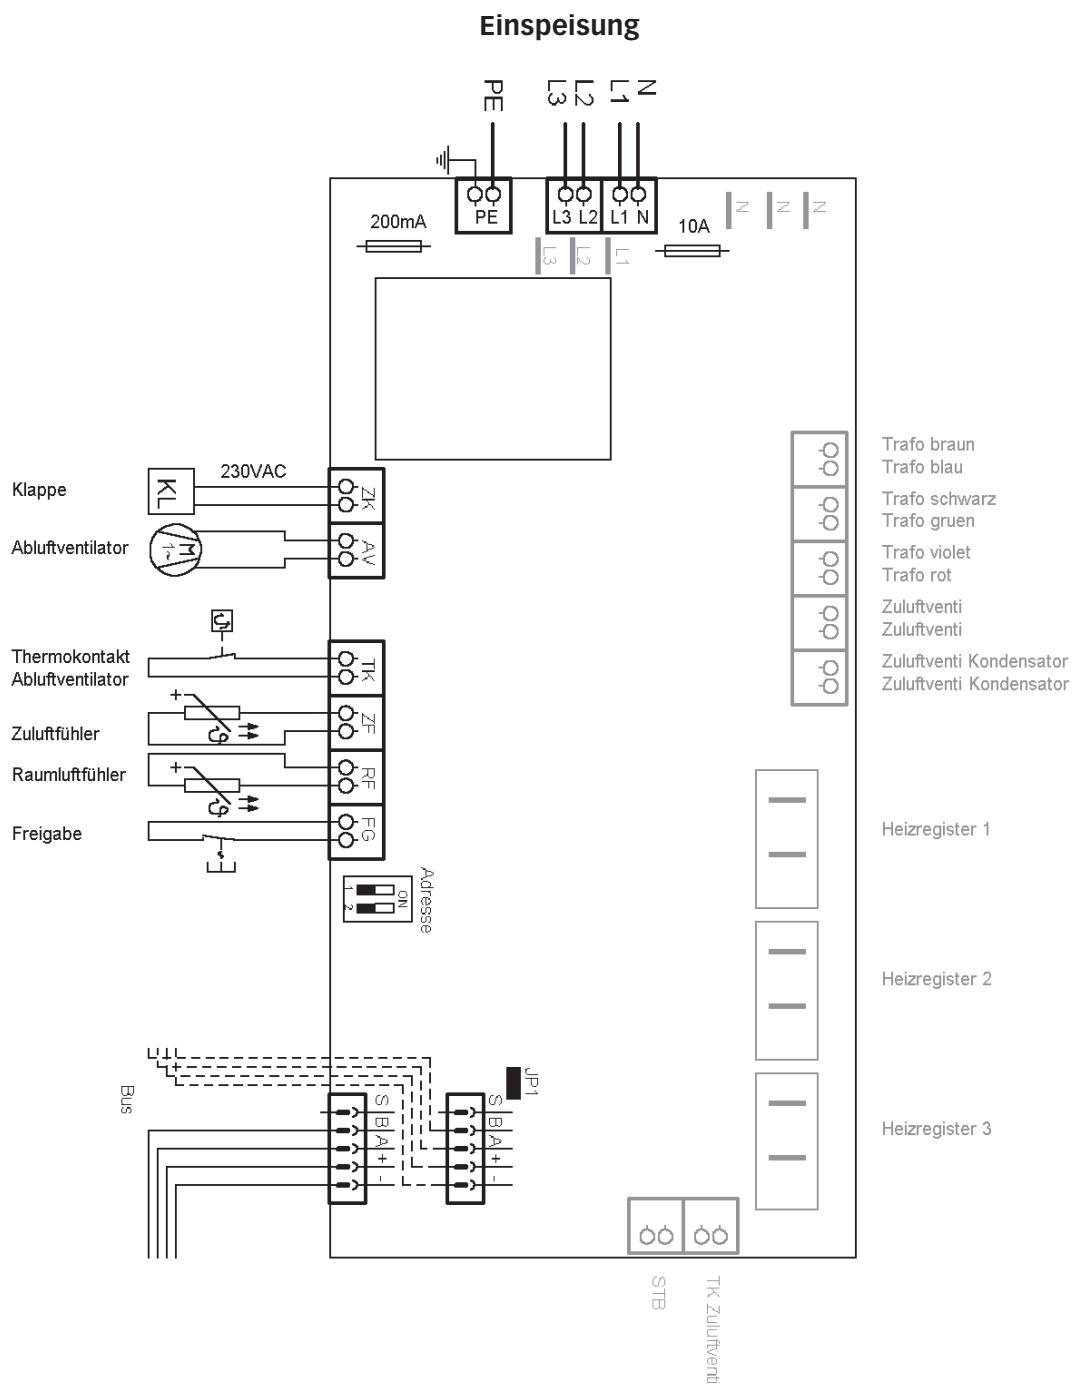 Einspeisung
PE
L3
L2
L1
N
200mA
PE
L3 L2
L1 N
10A
N
N
N
L3
L2
L1
Trafo braun
Trafo blau
Trafo schwarz
Trafo gruen
Trafo violet
Trafo rot
Zuluftventi
Zuluftventi
Zuluftventi Kondensator
Zuluftventi Kondensator
Klappe
KL
230VAC
ZK
Abluftventilator
M
1~
AV
Thermokontakt
Abluftventilator
TK
+
Zuluftfühler
ZF
Raumluftfühler
+
RF
Freigabe
FG
Adresse
1
2
ON
Heizregister 1
Heizregister 2
Heizregister 3
Bus
S
B
A
+
-
JP1
S
B
A
+
-
STB
TK Zuluftventi